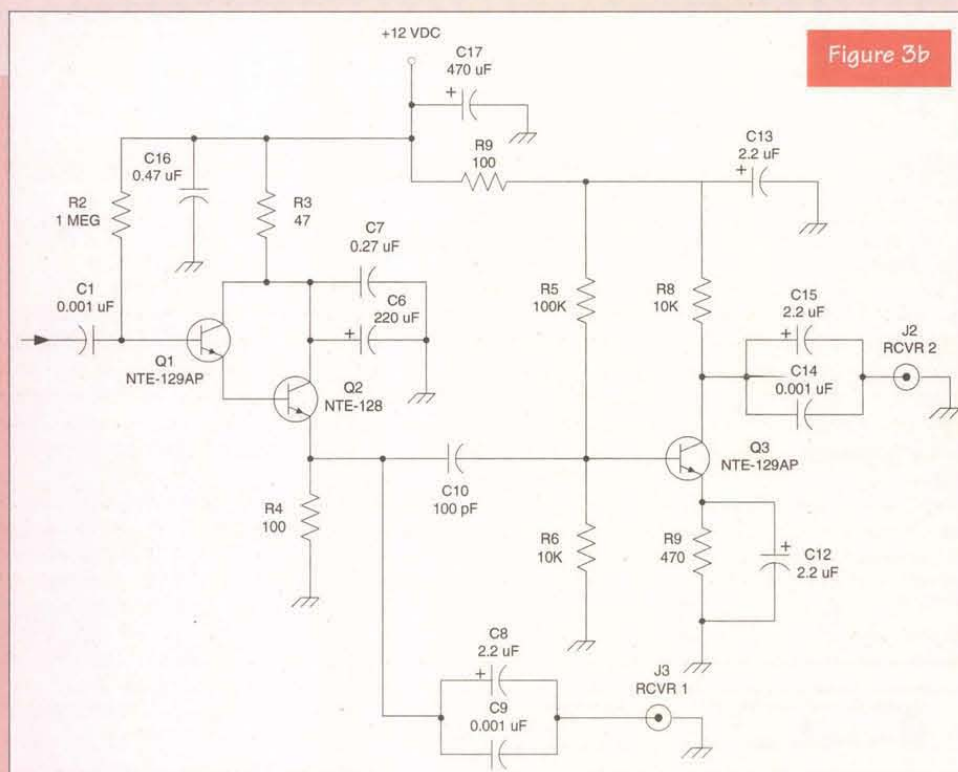 Figure 3b
+12 VDC
C17
470 uF
+
C13
2.2 uF
+
R9
100
C16
0.47 uF
R2
1 MEG
R3
47
C7
0.27 uF
C6
220 uF
+
C1
0.001 uF
Q1
NTE-129AP
Q2
NTE-128
R5
100K
R8
10K
C15
2.2 uF
+
C14
0.001 uF
J2
RCVR 2
Q3
NTE-129AP
C10
100 pF
R4
100
R6
10K
R9
470
+
C12
2.2 uF
C8
2.2 uF
+
C9
0.001 uF
J3
RCVR 1